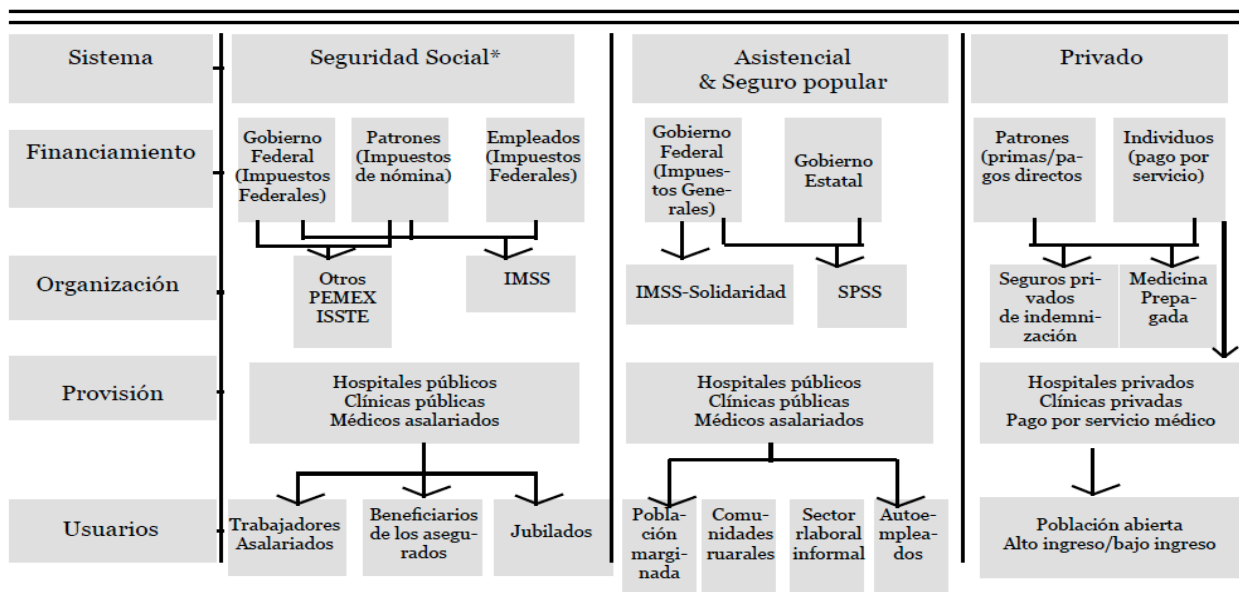 Sistema
Seguridad Social*
Asistencial
& Seguro popular
Privado
Financiamiento
Gobierno
Federal
(Impuestos
Federales)
Patrones
(Impuestos
de nómina)
Empleados
(Impuestos
Federales)
Gobierno
Federal
(Impues-
tos Gene-
rales)
Gobierno
Estatal
Patrones
(primas/pa-
gos directos
Individuos
(pago por
servicio)
Organización
Otros
PEMEX
ISSTE
IMSS
IMSS-Solidaridad
SPSS
Seguros pri-
vados
de indemni-
zación
Medicina
Prepa-
gada
Provisión
Hospitales públicos
Clínicas públicas
Médicos asalariados
Hospitales públicos
Clínicas públicas
Médicos asalariados
Hospitales privados
Clínicas privadas
Pago por servicio médico
Usuarios
Trabajadores
Asalariados
Beneficiarios
de los asegu-
rados
Jubilados
Pobla-
ción
margi-
nada
Comu-
nidades
ruarales
Sector
rlaboral
informal
Autoe-
mplea-
dos
Población abierta
Alto ingreso/bajo ingreso